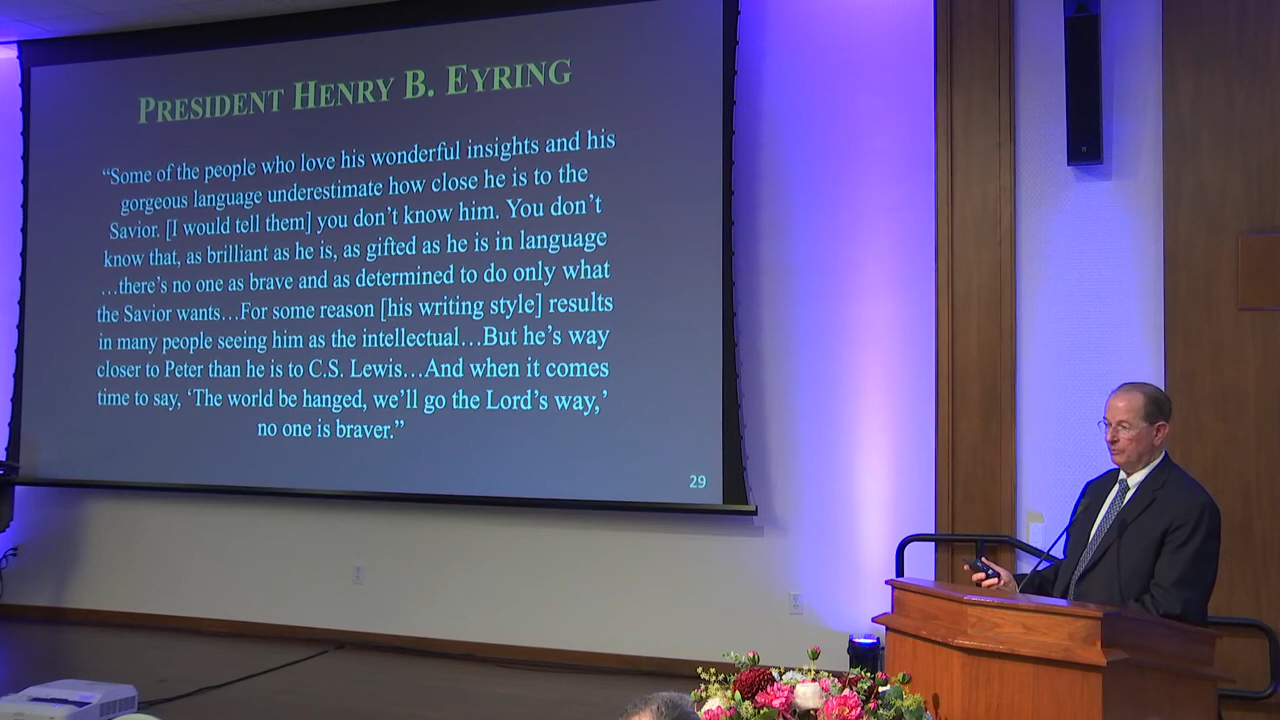 PRESIDENT HENRY B. EYRING
“Some of the people who love his wonderful insights and his
gorgeous language underestimate how close he is to the
Savior. [I would tell them] you don’t know him. You don’t
know that, as brilliant as he is, as gifted as he is in language
…there’s no one as brave and as determined to do only what
the Savior wants…For some reason [his writing style] results
in many people seeing him as the intellectual…But he’s way
closer to Peter than he is to C.S. Lewis…And when it comes
time to say, ‘The world be hanged, we’ll go the Lord’s way,’
no one is braver.”
29